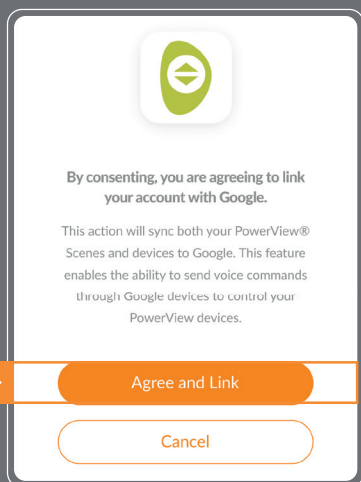 By consenting, you are agreeing to link
your account with Google.
This action will sync both your PowerView®
Scenes and devices to Google. This feature
enables the ability to send voice commands
through Google devices to control your
PowerView devices.
Agree and Link
Cancel